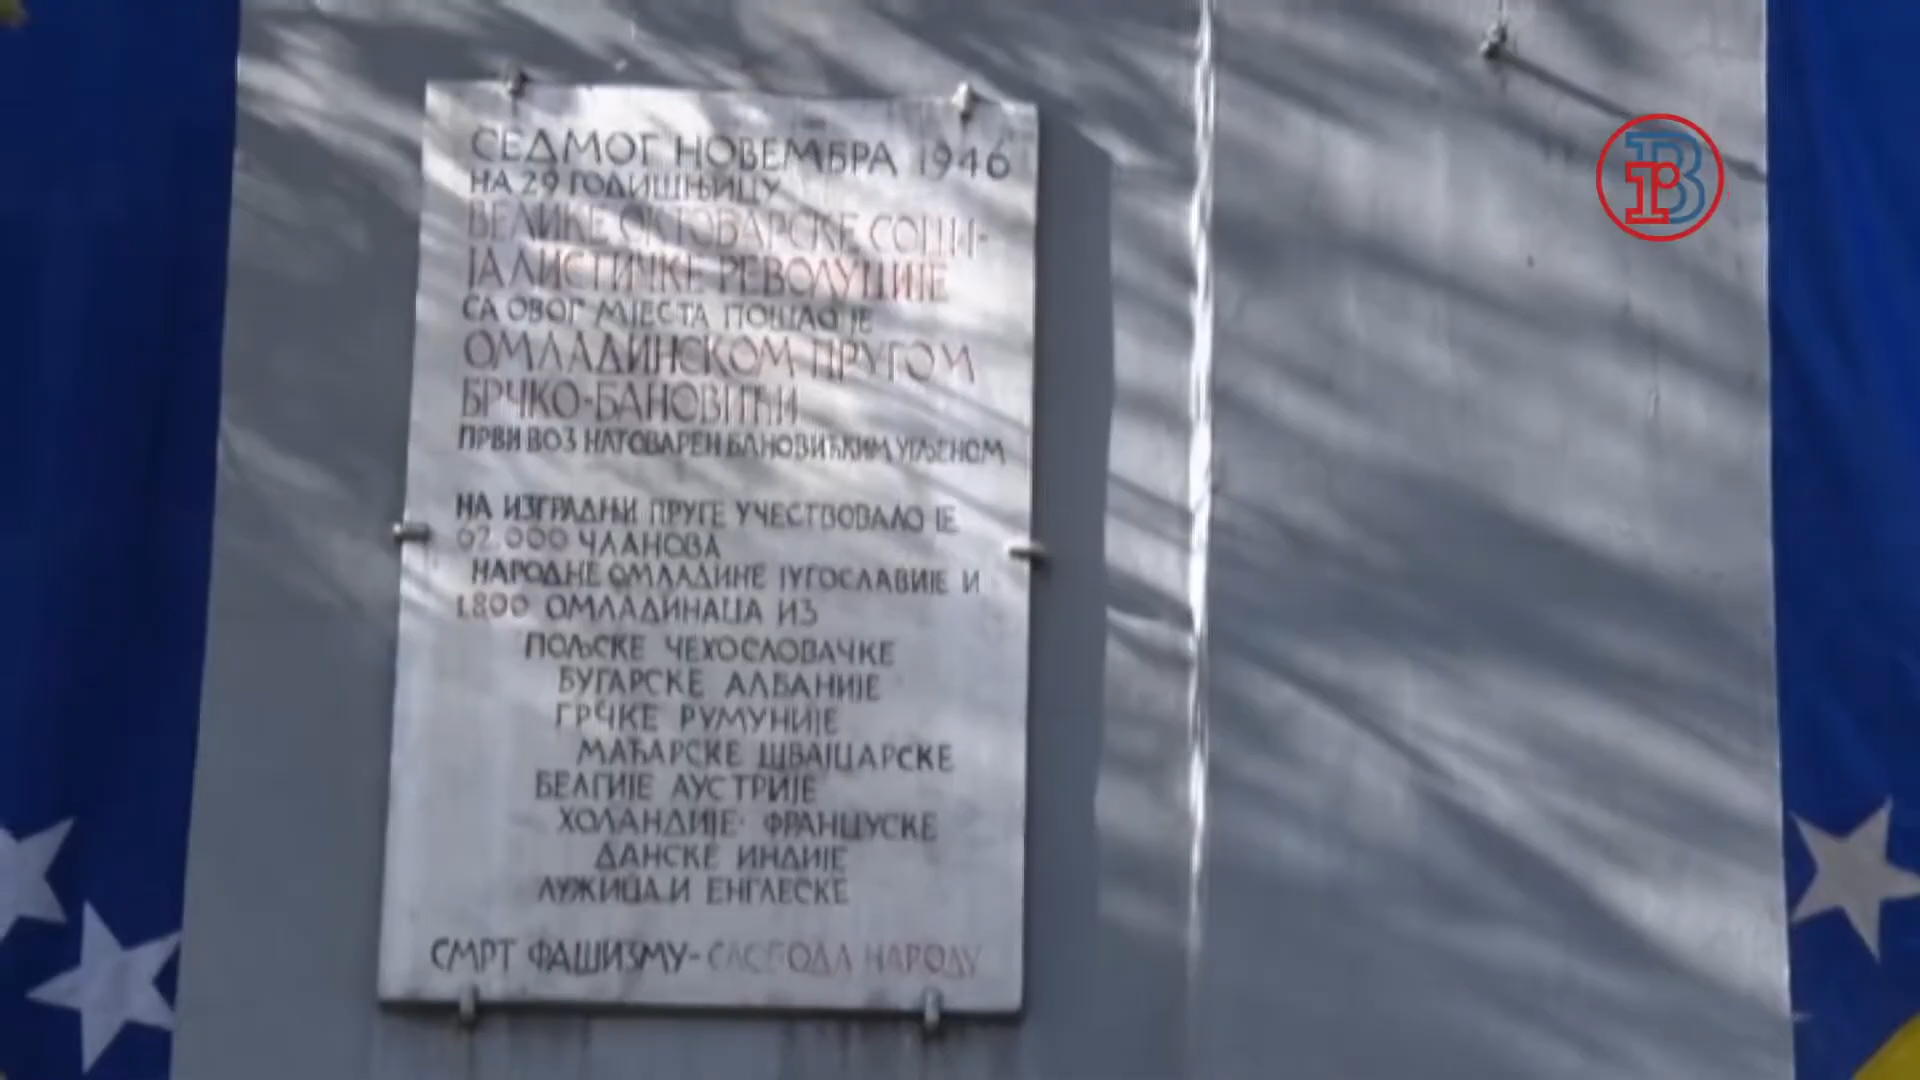 СЕДМОГ НОВЕМБРА 1946
НА 29 ГОДИШЊИЦУ
ВЕЛИКЕ ОКТОБАРСКЕ СОЦИ-
ЈАЛИСТИЧКЕ РЕВОЛУЦИЈЕ
СА ОВОГ МЈЕСТА ПОШАО ЈЕ
ОМЛАДИНСКОМ ПРУГОМ
БРЧКО-БАНОВИЋИ
ПРВИ ВОЗ НАТОВАРЕН БАНОВИЋКИМ УГЉЕНОМ
НА ИЗГРАДЊИ ПРУГЕ УЧЕСТВОВАЛО ЈЕ
62.000 ЧЛАНОВА
НАРОДНЕ ОМЛАДИНЕ ЈУГОСЛАВИЈЕ И
1.800 ОМЛАДИНАЦА ИЗ
ПОЉСКЕ ЧЕХОСЛОВАЧКЕ
БУГАРСКЕ АЛБАНИЈЕ
ГРЧКЕ РУМУНИЈЕ
МАЂАРСКЕ ШВАЈЦАРСКЕ
БЕЛГИЈЕ АУСТРИЈЕ
ХОЛАНДИЈЕ ФРАНЦУСКЕ
ДАНСКЕ ИНДИЈЕ
ЛУЖИЦА И ЕНГЛЕСКЕ
СМРТ ФАШИЗМУ-СЛОБОДА НАРОДУ